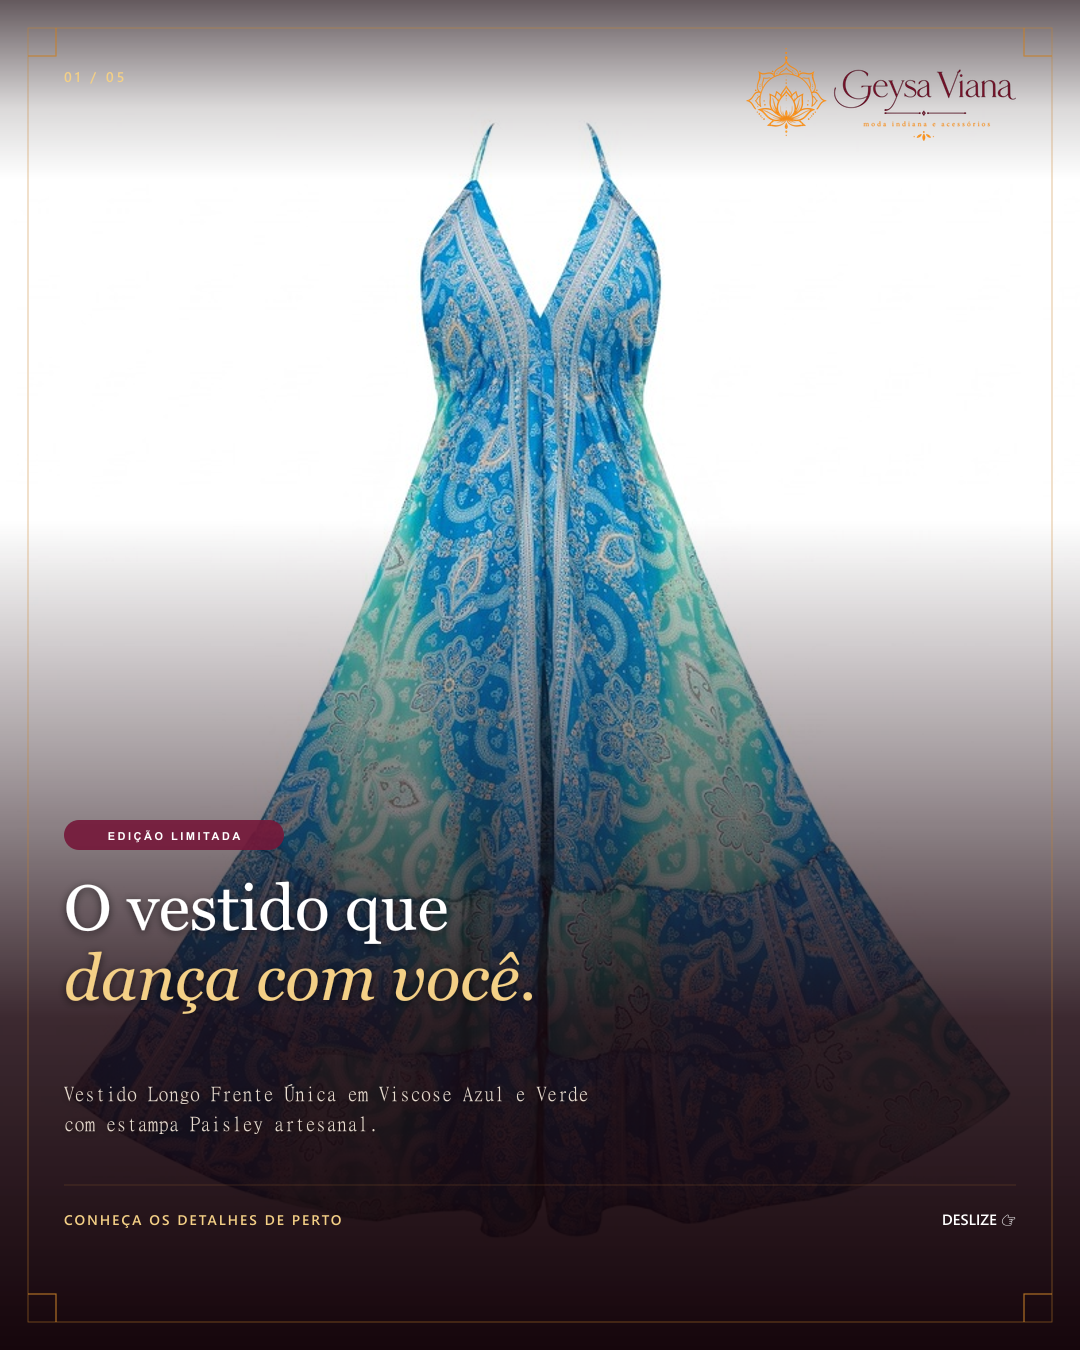 01 / 05
Geysa Viana
moda indiana e acessórios
EDIÇÃO LIMITADA
O vestido que
dança com você.
Vestido Longo Frente Única em Viscose Azul e Verde
com estampa Paisley artesanal.
CONHEÇA OS DETALHES DE PERTO
DESLIZE ☞